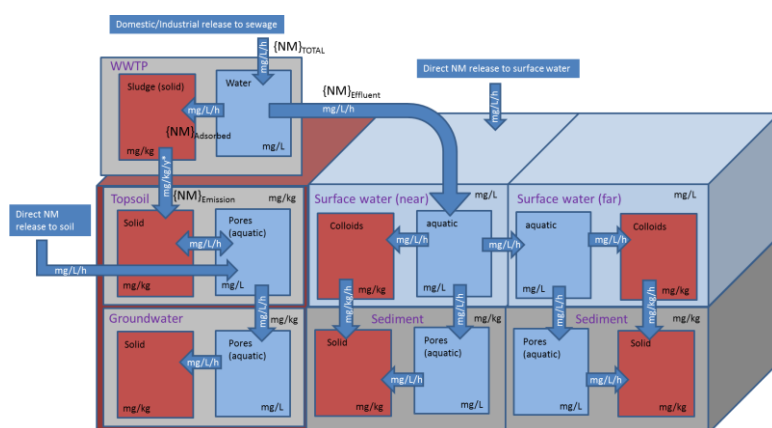 Domestic/Industrial release to sewage
{NM}TOTAL
mg/L/h
WWTP
Sludge (solid)
Water
mg/L/h
{NM}Adsorbed
mg/kg
mg/L
{NM}Effluent
mg/L/h
Direct NM release to surface water
mg/L/h
mg/kg/y*
{NM}Emission
Topsoil
mg/kg
Solid
Pores
(aquatic)
mg/L/h
mg/kg
mg/L
Direct NM
release to soil
mg/L/h
mg/L/h
Surface water (near)
mg/L
Colloids
aquatic
mg/L/h
mg/kg
mg/L
mg/L/h
Surface water (far)
mg/L
aquatic
Colloids
mg/L/h
mg/L
mg/kg
mg/kg/h
mg/L/h
mg/L/h
mg/kg/h
Groundwater
mg/kg
Solid
Pores
(aquatic)
mg/L/h
mg/kg
mg/L
Sediment
mg/kg
Solid
Pores
(aquatic)
mg/L/h
mg/kg
mg/L
Sediment
mg/kg
Pores
(aquatic)
Solid
mg/L/h
mg/L
mg/kg